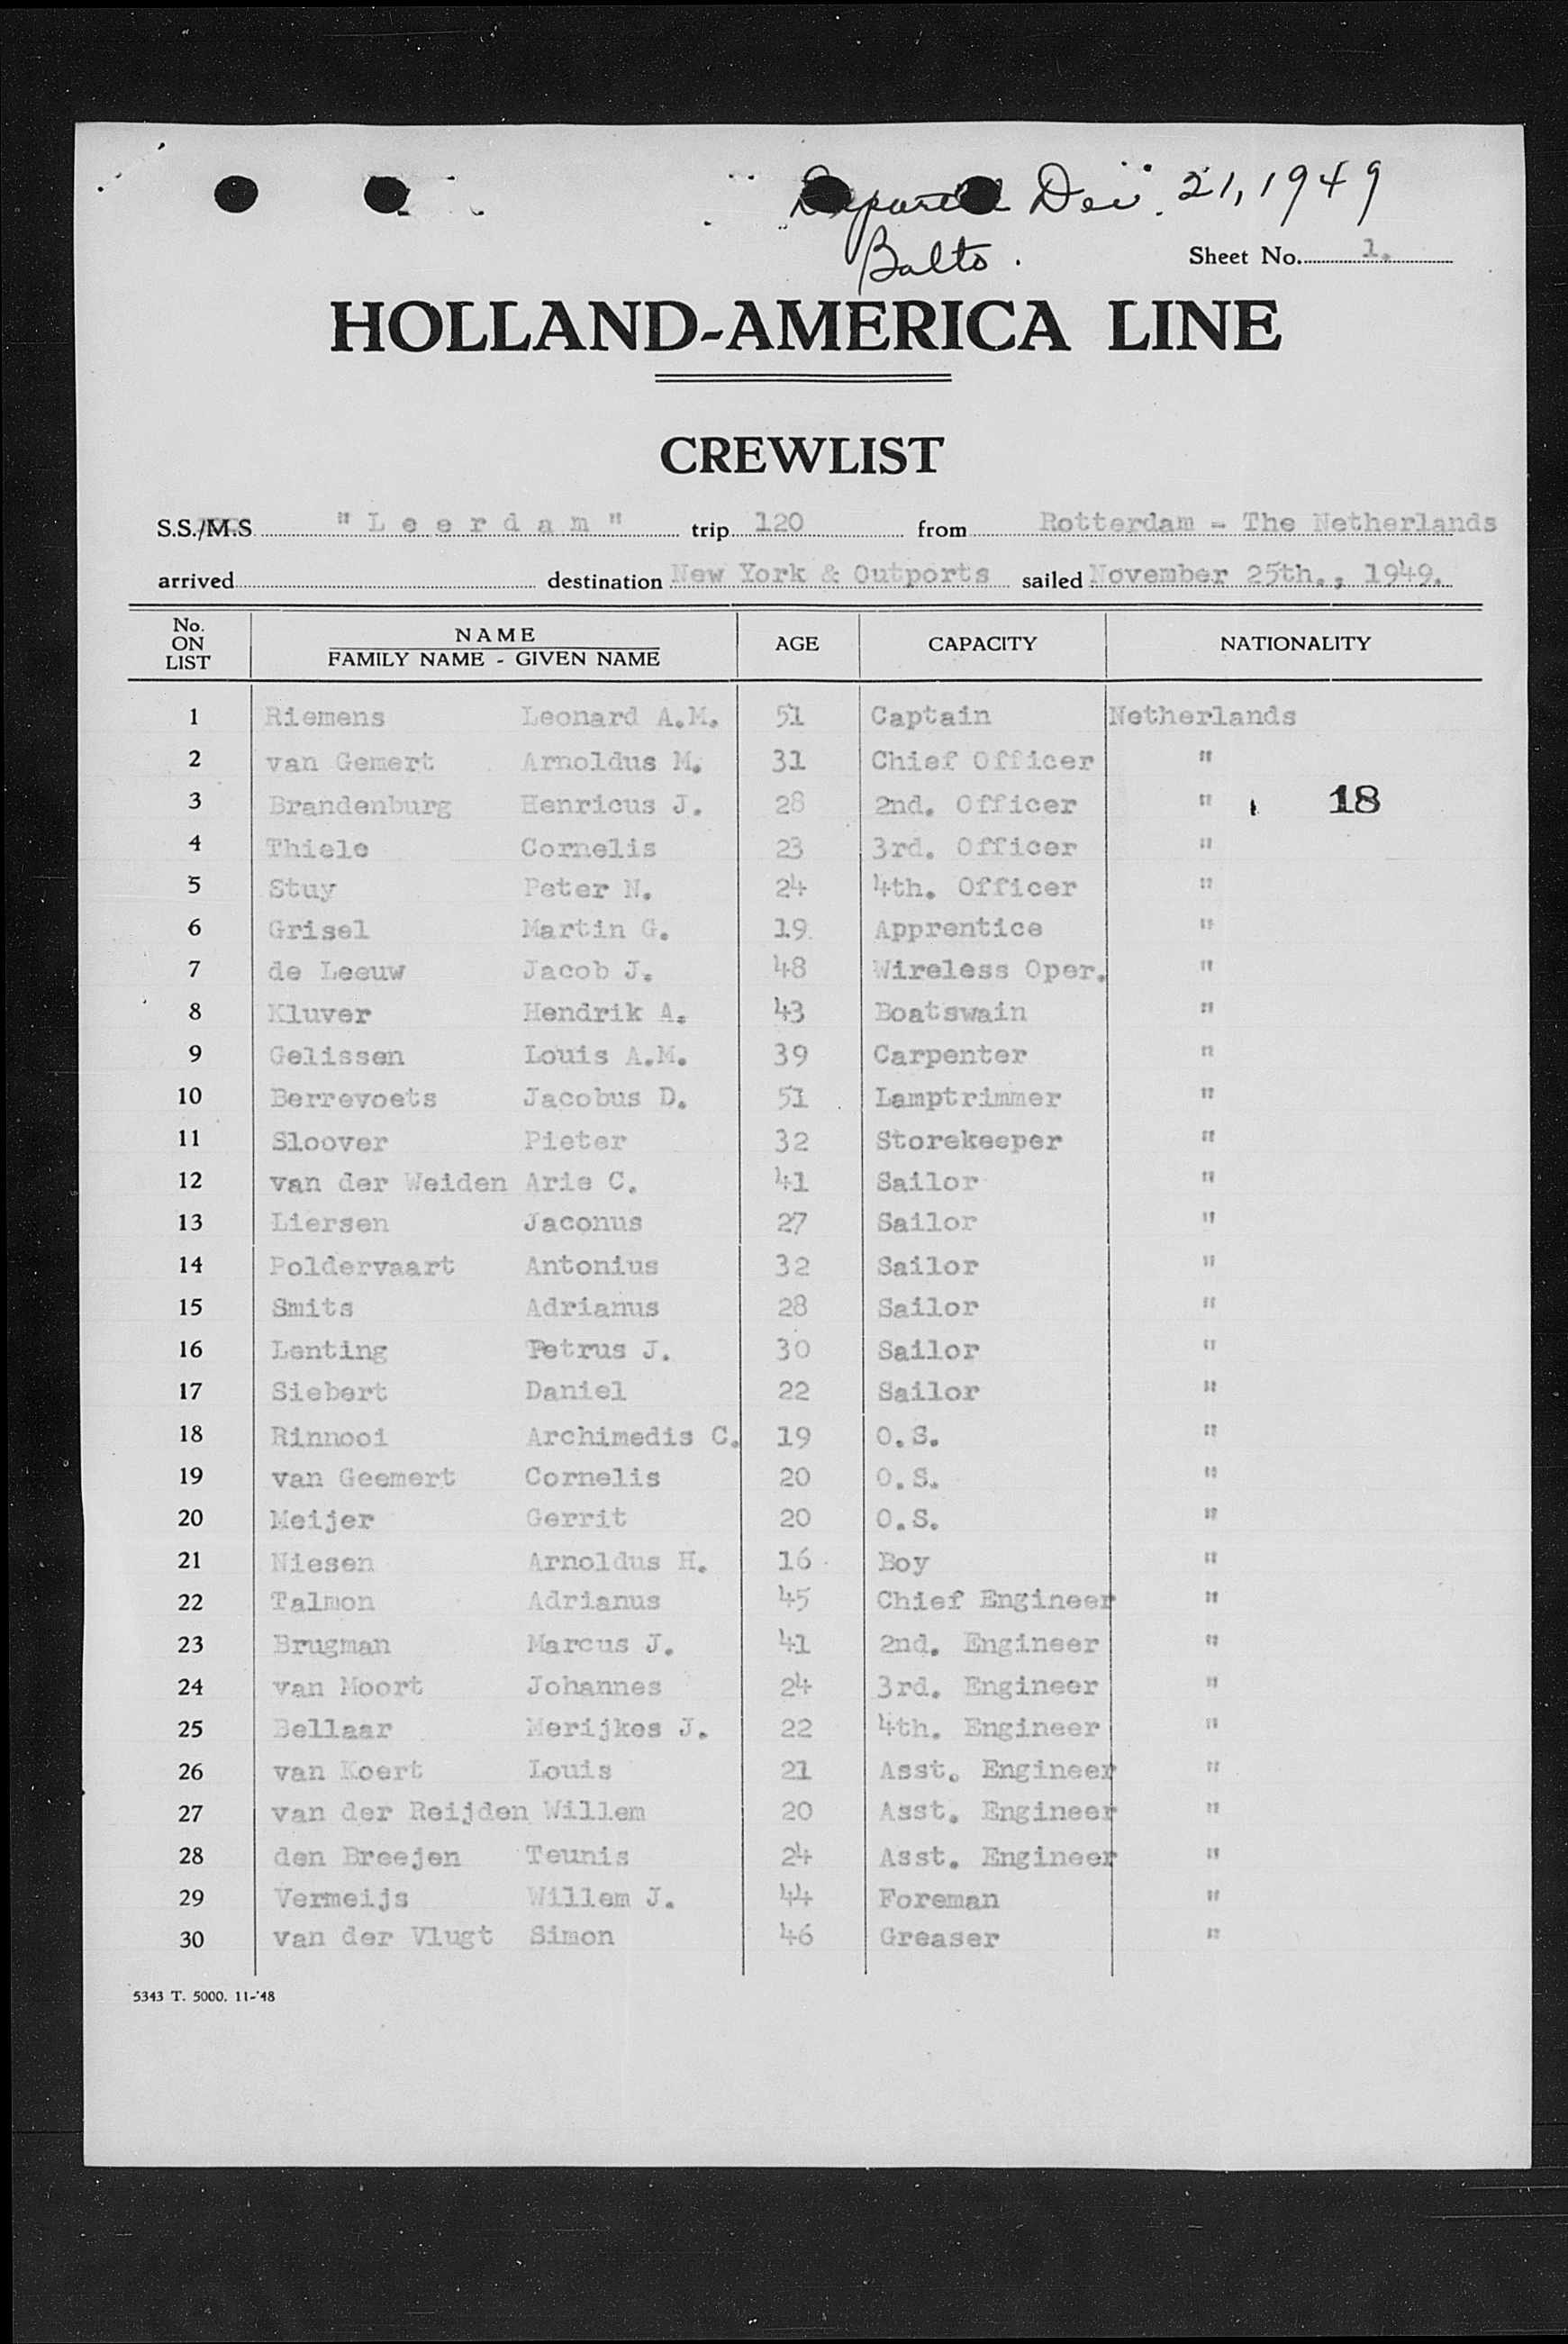 Departed Dec. 21, 1949
Balto.
Sheet No. 1.
HOLLAND-AMERICA LINE
CREWLIST
S.S./M.S "Leerdam" trip 120 from Rotterdam - The Netherlands
arrived destination New York & Outports sailed November 25th., 1949.
No. ON LIST NAME FAMILY NAME - GIVEN NAME AGE CAPACITY NATIONALITY
1 Riemens Leonard A.M. 51 Captain Netherlands
2 van Gemert Arnoldus M. 31 Chief Officer "
3 Brandenburg Henricus J. 28 2nd. Officer " 18
4 Thiele Cornelis 23 3rd. Officer "
5 Stuy Peter N. 24 4th. Officer "
6 Grisel Martin G. 19 Apprentice "
7 de Leeuw Jacob J. 48 Wireless Oper. "
8 Kluver Hendrik A. 43 Boatswain "
9 Gelissen Louis A.M. 39 Carpenter "
10 Berrevoets Jacobus D. 51 Lamptrimmer "
11 Sloover Pieter 32 Storekeeper "
12 van der Weiden Arie C. 41 Sailor "
13 Liersen Jaconus 27 Sailor "
14 Poldervaart Antonius 32 Sailor "
15 Smits Adrianus 28 Sailor "
16 Lenting Petrus J. 30 Sailor "
17 Siebert Daniel 22 Sailor "
18 Rinnooi Archimedis C. 19 O.S. "
19 van Geemert Cornelis 20 O.S. "
20 Meijer Gerrit 20 O.S. "
21 Niesen Arnoldus H. 16 Boy "
22 Talmon Adrianus 45 Chief Engineer "
23 Brugman Marcus J. 41 2nd. Engineer "
24 van Moort Johannes 24 3rd. Engineer "
25 Bellaar Merijkes J. 22 4th. Engineer "
26 van Koert Louis 21 Asst. Engineer "
27 van der Reijden Willem 20 Asst. Engineer "
28 den Breejen Teunis 24 Asst. Engineer "
29 Vermeijs Willem J. 44 Foreman "
30 van der Vlugt Simon 46 Greaser "
5343 T. 5000. 11-'48